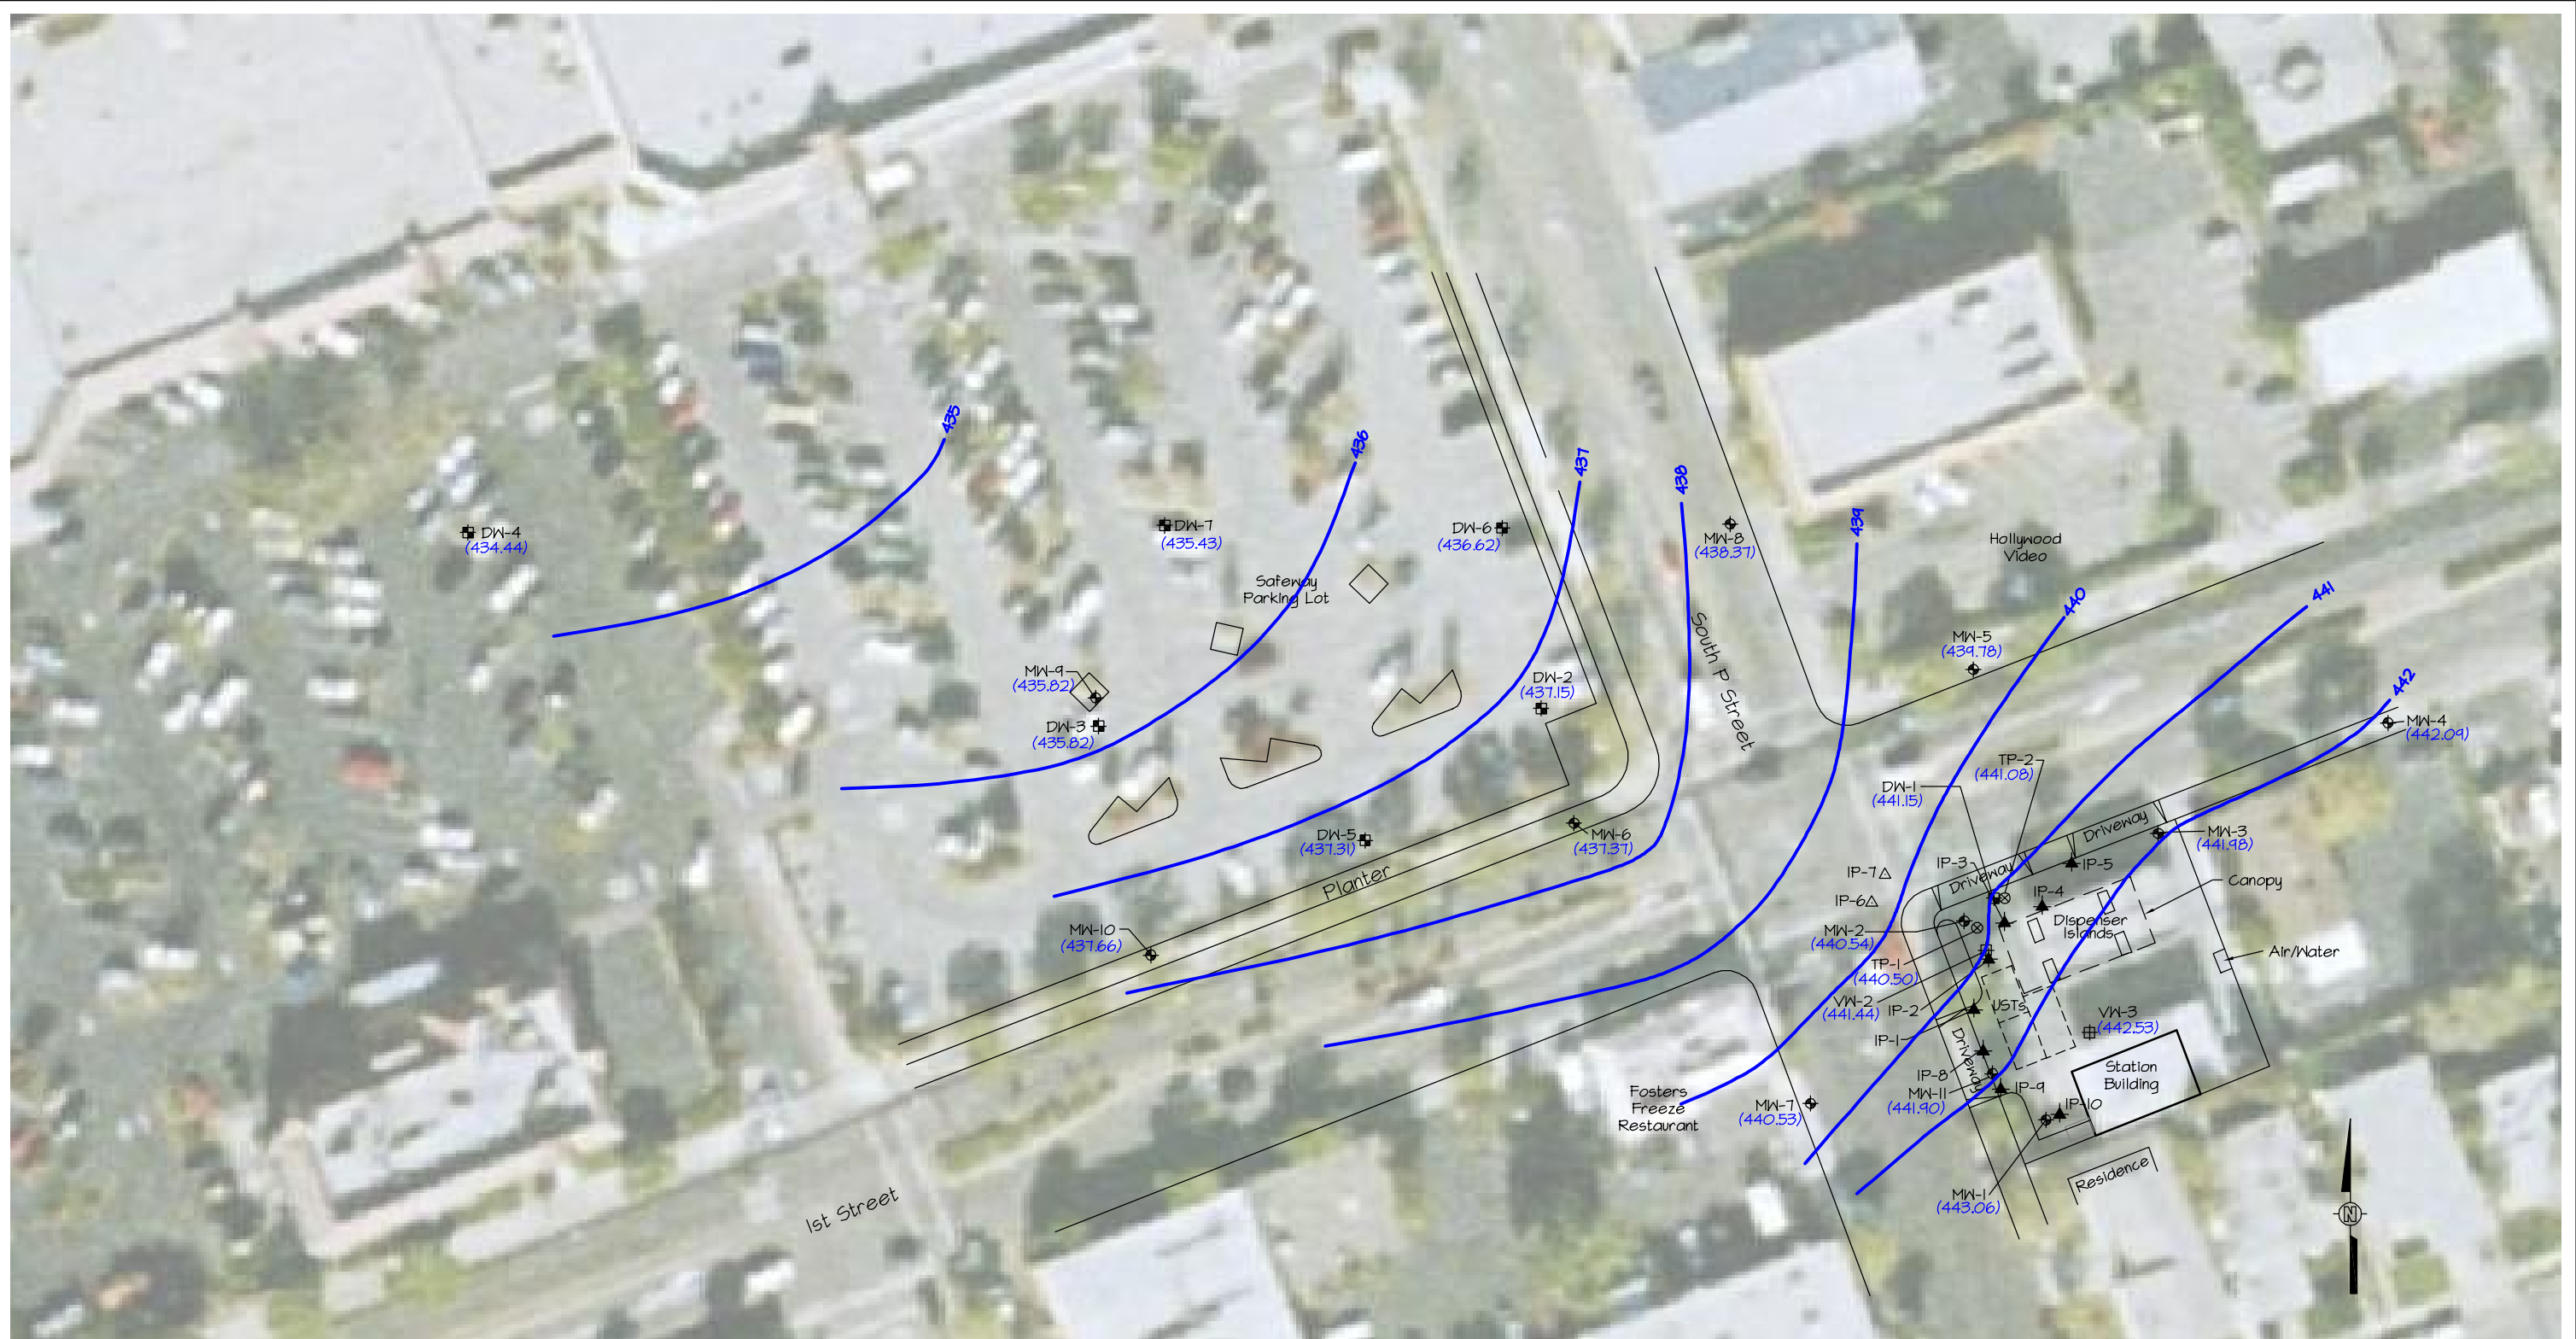 435
436
437
438
439
440
441
442
DW-4
(434.44)
DW-7
(435.43)
DW-6
(436.62)
MW-8
(438.37)
Hollywood
Video
Safeway
Parking Lot
South P Street
MW-5
(439.78)
MW-9
(435.82)
DW-2
(437.15)
DW-3
(435.82)
MW-4
(442.09)
TP-2
(441.08)
DW-1
(441.15)
DW-5
(437.31)
MW-6
(437.37)
Driveway
MW-3
(441.98)
Planter
IP-7
IP-3
Driveway
IP-5
IP-6
IP-4
Canopy
MW-10
(437.66)
MW-2
(440.54)
Dispenser
Islands
Air/Water
TP-1
(440.50)
VW-2
(441.44)
IP-2
USTs
VW-3
(442.53)
IP-1
Driveway
IP-8
MW-11
(441.90)
IP-9
IP-10
Station
Building
Fosters
Freeze
Restaurant
MW-7
(440.53)
Residence
MW-1
(443.06)
1st Street
N